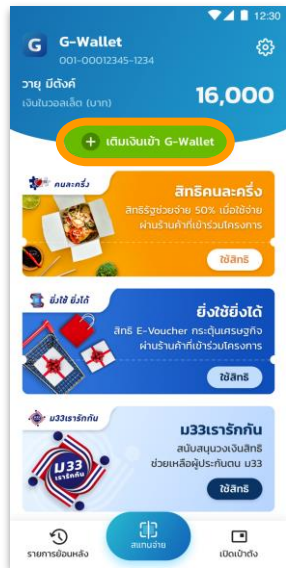 12:30
G
G-Wallet
001-00012345-1234
วายุ มีตังค์
เงินในวอลเล็ต (บาท)
16,000
เติมเงินเข้า G-Wallet
คนละครึ่ง
สิทธิคนละครึ่ง
สิทธิรัฐช่วยจ่าย 50% เมื่อใช้จ่าย
ผ่านร้านค้าที่เข้าร่วมโครงการ
ใช้สิทธิ
ยิ่งใช้ ยิ่งได้
ยิ่งใช้ยิ่งได้
สิทธิ E-Voucher กระตุ้นเศรษฐกิจ
ผ่านร้านค้าที่เข้าร่วมโครงการ
ใช้สิทธิ
ม33เรารักกัน
ม33เรารักกัน
สนับสนุนวงเงินสิทธิ
ช่วยเหลือผู้ประกันตน ม33
ม33
เรารักกัน
ใช้สิทธิ
รายการย้อนหลัง
สแกนจ่าย
เปิดเป๋าตัง